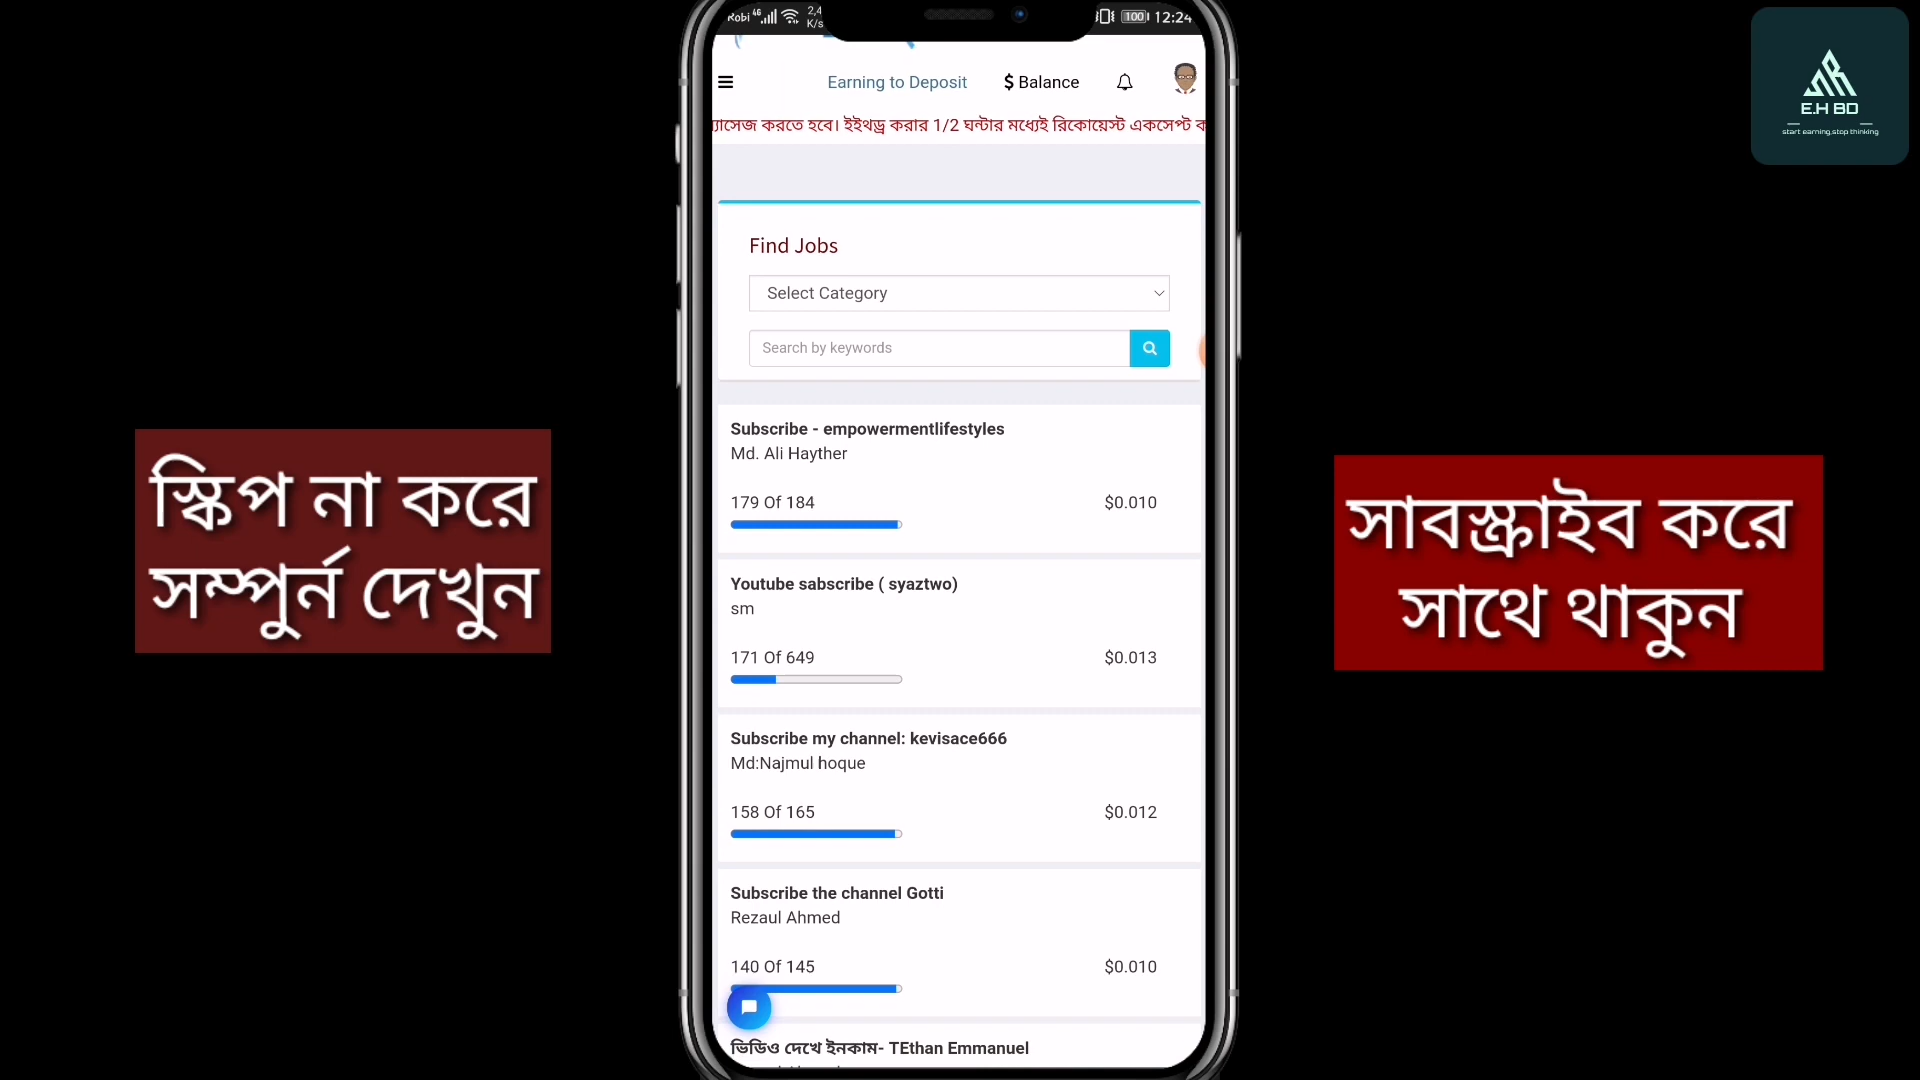 Robi 4G 2,4 K/s 100 12:24
Earning to Deposit
$ Balance
্যাসেজ করতে হবে। ইইথড্র করার 1/2 ঘন্টার মধ্যেই রিকোয়েস্ট একসেপ্ট ক
Find Jobs
Select Category
Search by keywords
Subscribe - empowermentlifestyles
Md. Ali Hayther
179 Of 184
$0.010
Youtube sabscribe ( syaztwo)
sm
171 Of 649
$0.013
Subscribe my channel: kevisace666
Md:Najmul hoque
158 Of 165
$0.012
Subscribe the channel Gotti
Rezaul Ahmed
140 Of 145
$0.010
ভিডিও দেখে ইনকাম- TEthan Emmanuel
স্কিপ না করে
সম্পুর্ন দেখুন
সাবস্ক্রাইব করে
সাথে থাকুন
E.H BD
start earning,stop thinking